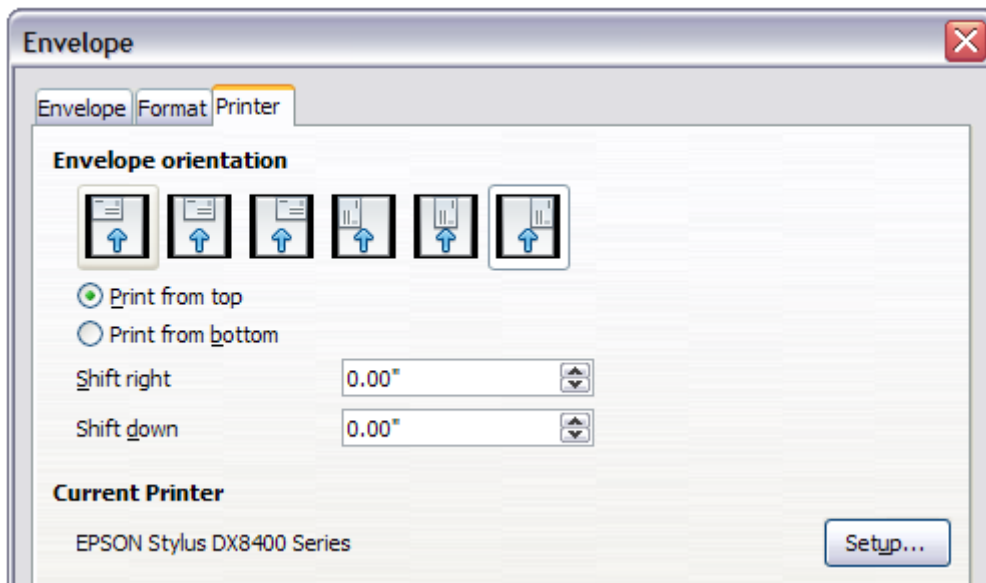 Envelope
Envelope Format Printer
Envelope orientation
Print from top
Print from bottom
Shift right 0.00"
Shift down 0.00"
Current Printer
EPSON Stylus DX8400 Series Setup...